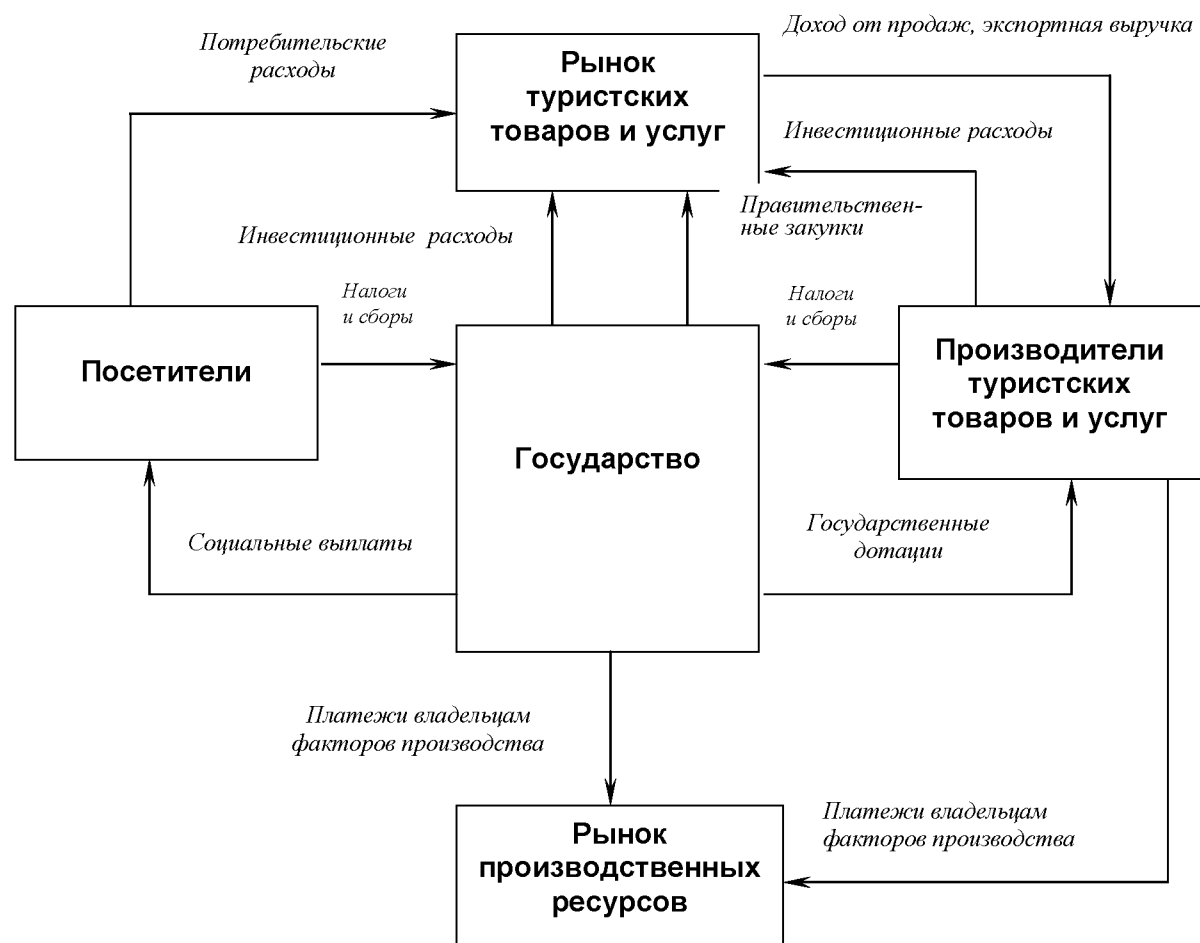 Потребительские
расходы
Рынок
туристских
товаров и услуг
Доход от продаж, экспортная выручка
Инвестиционные расходы
Правительствен-
ные закупки
Инвестиционные расходы
Налоги
и сборы
Налоги
и сборы
Посетители
Государство
Производители
туристских
товаров и услуг
Социальные выплаты
Государственные
дотации
Платежи владельцам
факторов производства
Рынок
производственных
ресурсов
Платежи владельцам
факторов производства